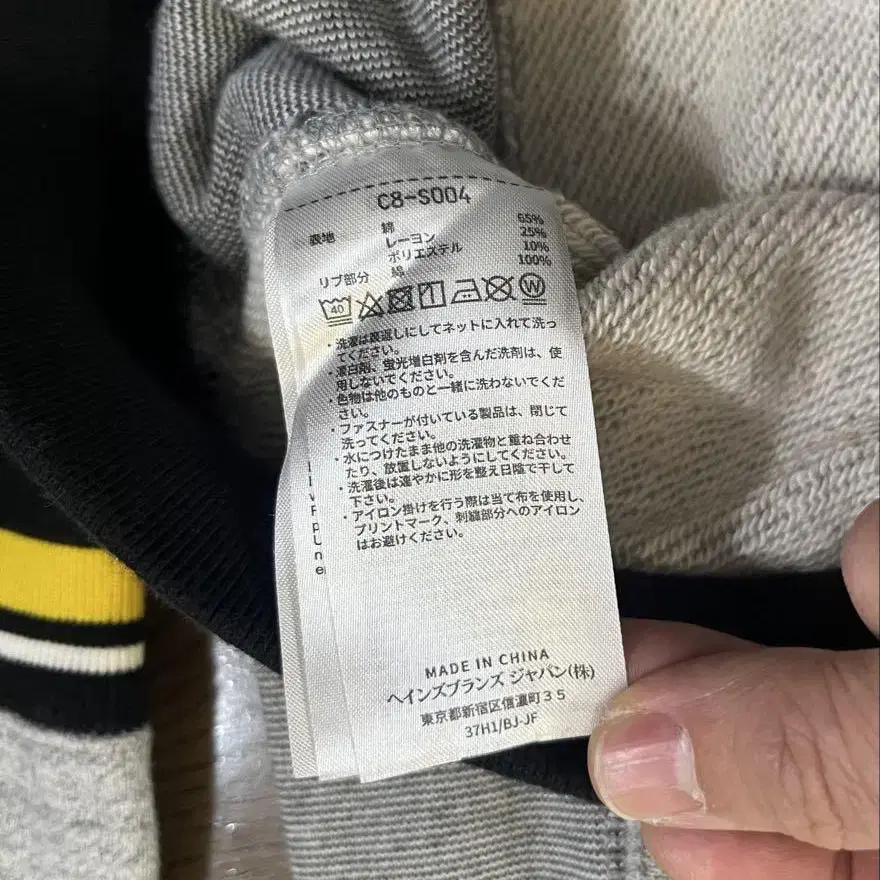 C8-S004
表地 綿 65%
レーヨン 25%
ポリエステル 10%
リブ部分 綿 100%
40 W
・洗濯は裏返しにしてネットに入れて洗っ
てください。
・漂白剤、蛍光増白剤を含んだ洗剤は、使
用しないでください。
・色物は他のものと一緒に洗わないでくだ
さい。
・ファスナーが付いている製品は、閉じて
洗ってください。
・水につけたまま他の洗濯物と重ね合わせ
たり、放置しないようにしてください。
・洗濯後は速やかに形を整え日陰で干して
下さい。
・アイロン掛けを行う際は当て布を使用し、
プリントマーク、刺繍部分へのアイロン
はお避けください。
MADE IN CHINA
ヘインズブランズ ジャパン(株)
東京都新宿区信濃町35
37H1/BJ-JF